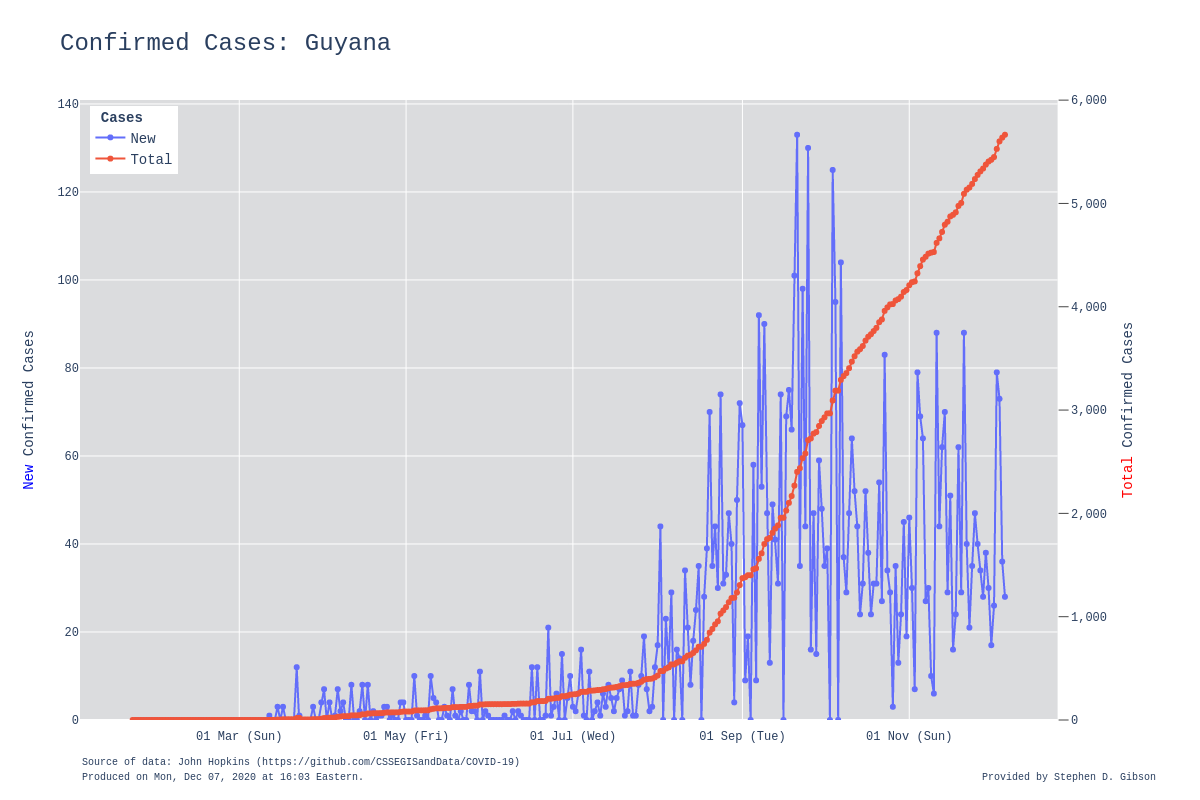 Confirmed Cases: Guyana
Cases
New
Total
140
120
100
80
60
40
20
0
6,000
5,000
4,000
3,000
2,000
1,000
0
New Confirmed Cases
Total Confirmed Cases
01 Mar (Sun)
01 May (Fri)
01 Jul (Wed)
01 Sep (Tue)
01 Nov (Sun)
Source of data: John Hopkins (https://github.com/CSSEGISandData/COVID-19)
Produced on Mon, Dec 07, 2020 at 16:03 Eastern.
Provided by Stephen D. Gibson